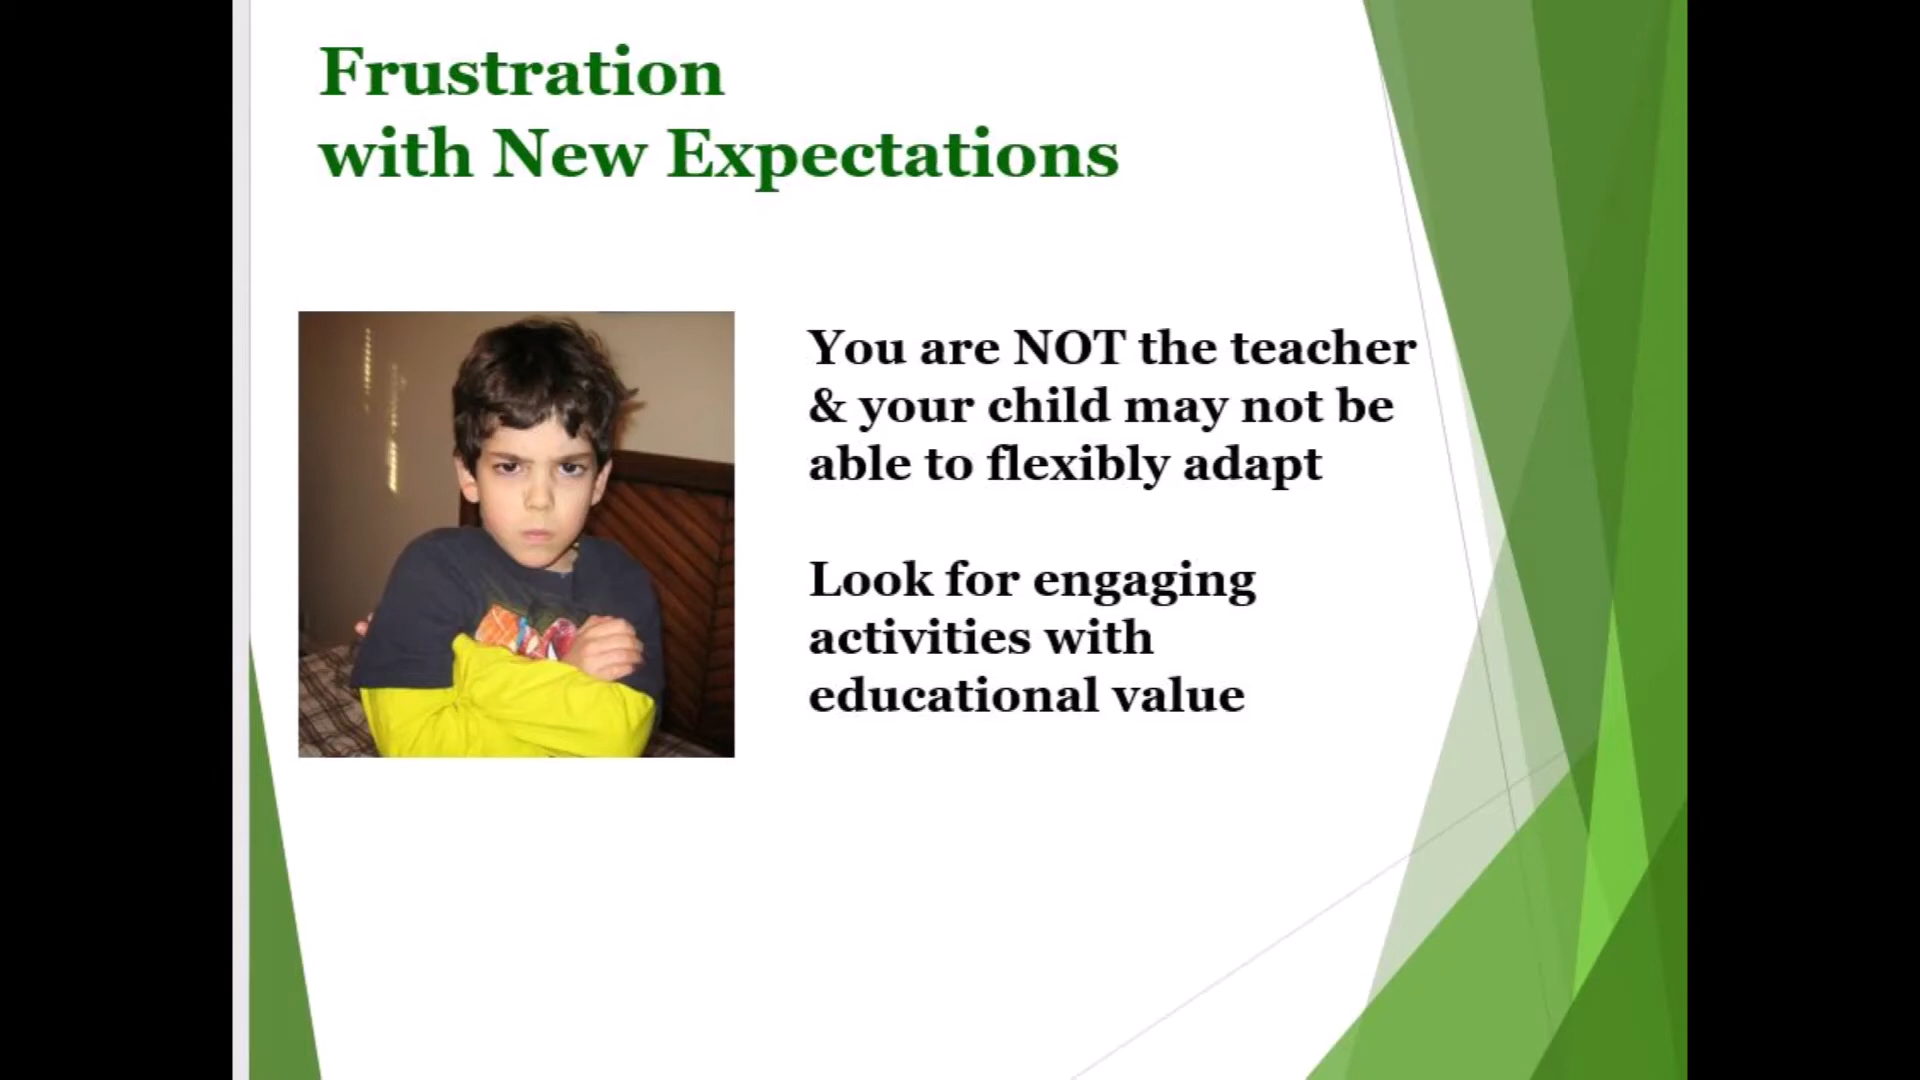 Frustration
with New Expectations
You are NOT the teacher
& your child may not be
able to flexibly adapt
Look for engaging
activities with
educational value